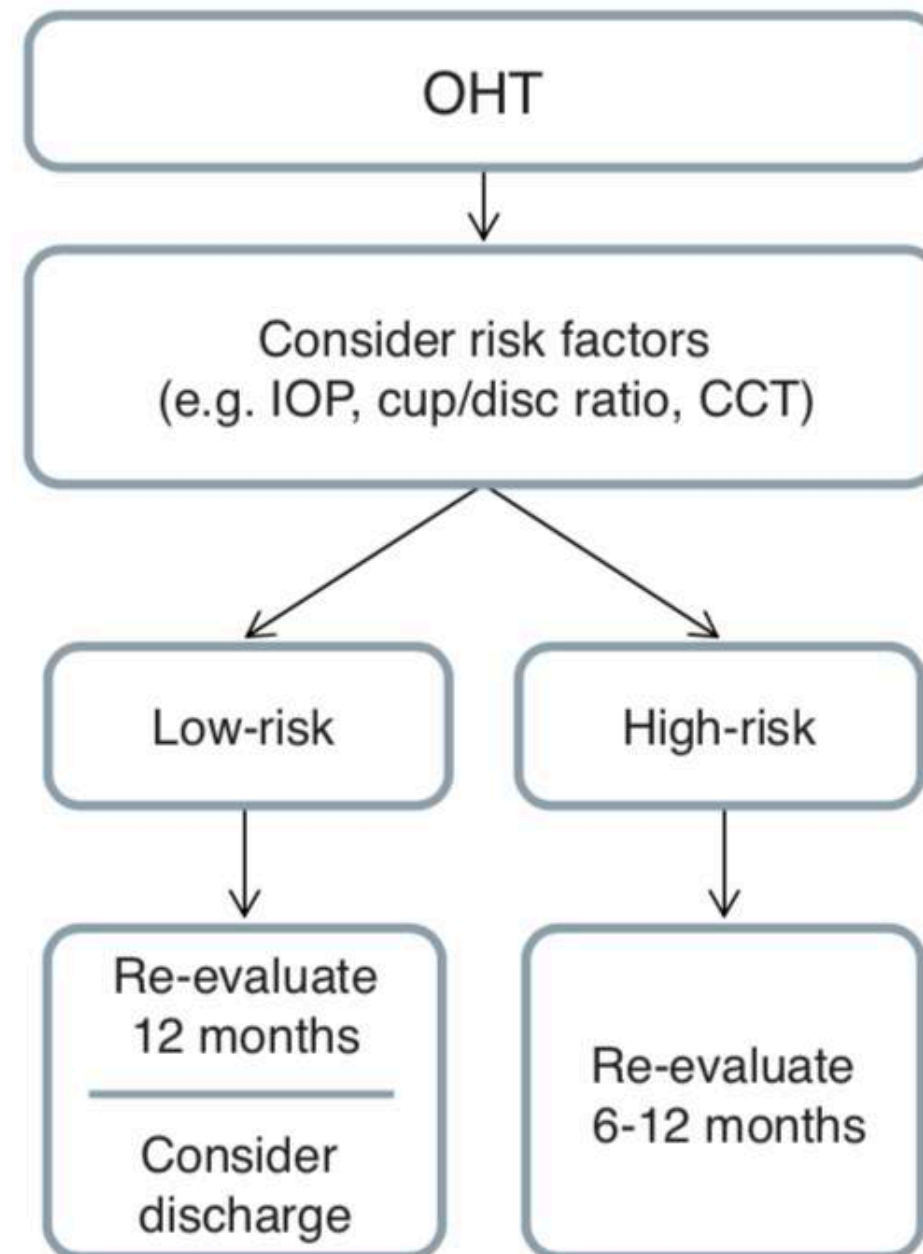 OHT
Consider risk factors
(e.g. IOP, cup/disc ratio, CCT)
Low-risk
High-risk
Re-evaluate
12 months
Consider
discharge
Re-evaluate
6-12 months